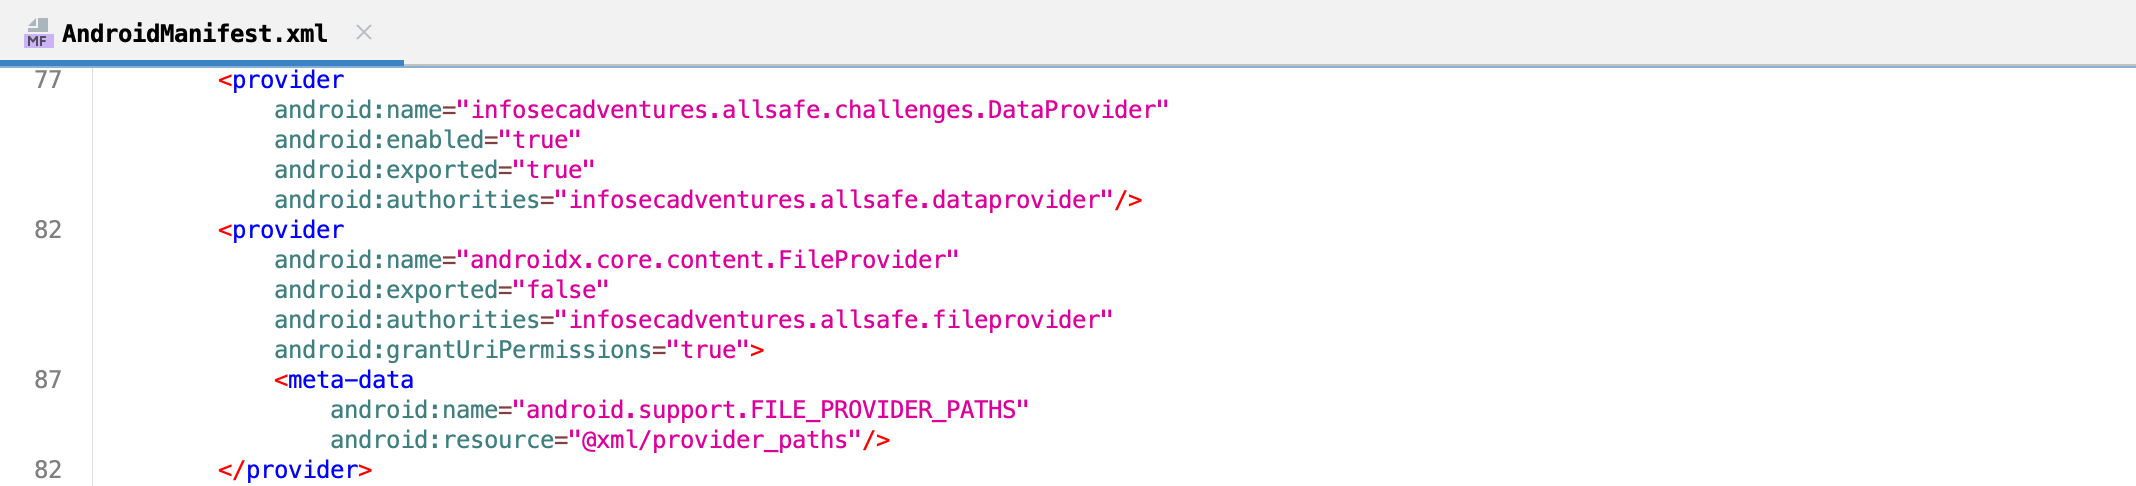 MF AndroidManifest.xml
77 <provider
android:name="infosecadventures.allsafe.challenges.DataProvider"
android:enabled="true"
android:exported="true"
android:authorities="infosecadventures.allsafe.dataprovider"/>
82 <provider
android:name="androidx.core.content.FileProvider"
android:exported="false"
android:authorities="infosecadventures.allsafe.fileprovider"
android:grantUriPermissions="true">
87 <meta-data
android:name="android.support.FILE_PROVIDER_PATHS"
android:resource="@xml/provider_paths"/>
82 </provider>